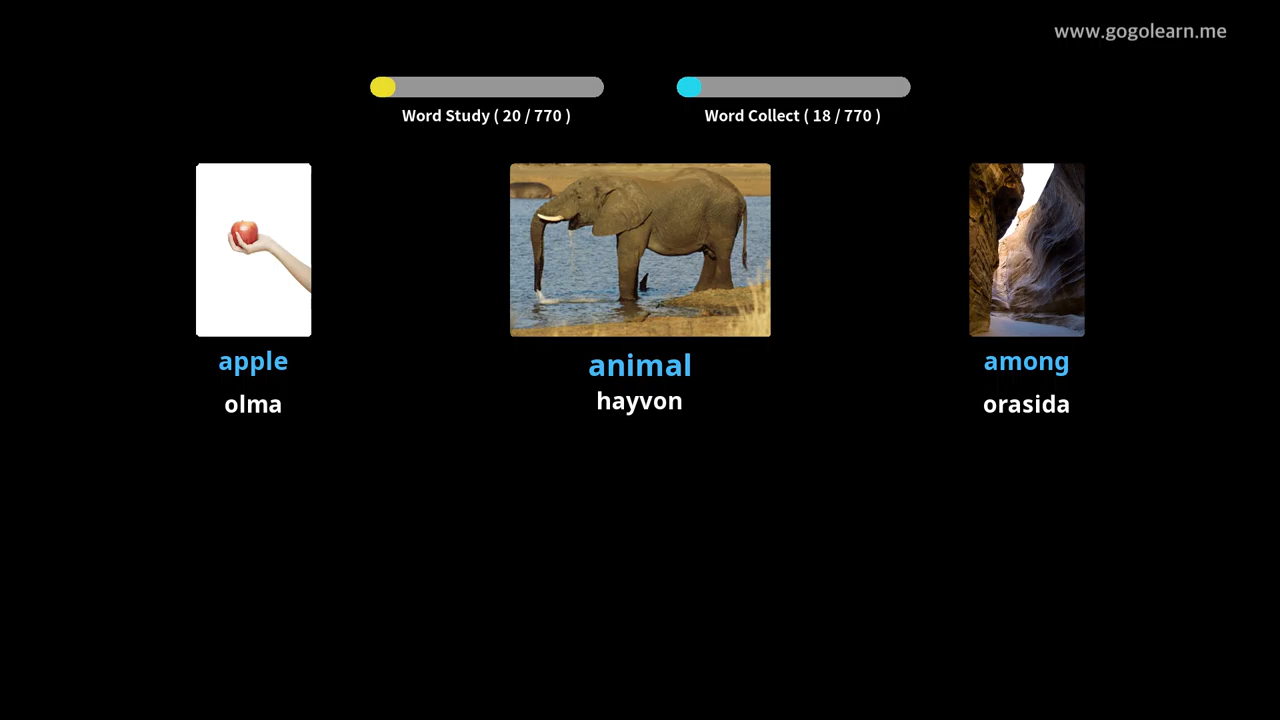 www.gogolearn.me
Word Study ( 20 / 770 )
Word Collect ( 18 / 770 )
apple
animal
among
olma
hayvon
orasida